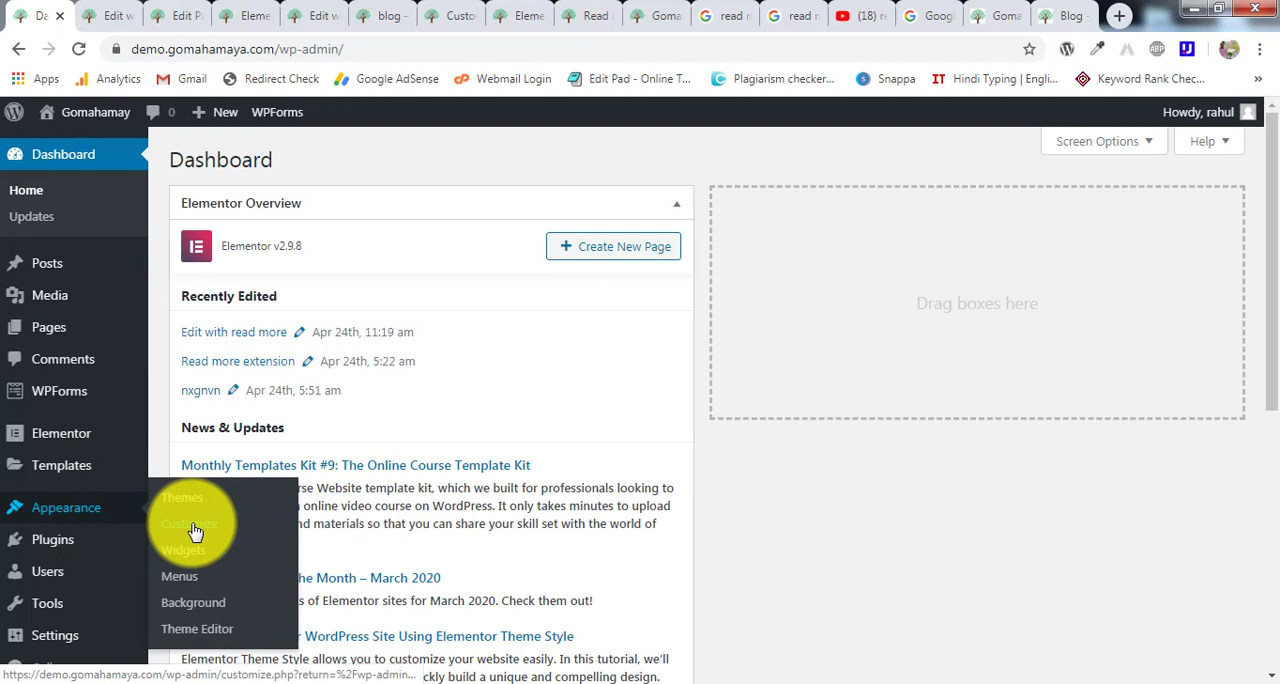 Da
Edit w
Edit P
Eleme
Edit w
blog -
Custo
Eleme
Read
Goma
read n
read n
(18) r
Googl
Goma
Blog -
demo.gomahamaya.com/wp-admin/
Apps
Analytics
Gmail
Redirect Check
Google AdSense
Webmail Login
Edit Pad - Online T...
Plagiarism checker...
Snappa
Hindi Typing | Engli...
Keyword Rank Chec...
»
Gomahamaya
0
New
WPForms
Howdy, rahul
Dashboard
Home
Updates
Posts
Media
Pages
Comments
WPForms
Elementor
Templates
Appearance
Plugins
Users
Tools
Settings
Themes
Customize
Widgets
Menus
Background
Theme Editor
Dashboard
Screen Options
Help
Elementor Overview
Elementor v2.9.8
Create New Page
Recently Edited
Edit with read more Apr 24th, 11:19 am
Read more extension Apr 24th, 5:22 am
nxgnvn Apr 24th, 5:51 am
News & Updates
Monthly Templates Kit #9: The Online Course Template Kit
rse Website template kit, which we built for professionals looking to
n online video course on WordPress. It only takes minutes to upload
nd materials so that you can share your skill set with the world of
he Month – March 2020
s of Elementor sites for March 2020. Check them out!
r WordPress Site Using Elementor Theme Style
Elementor Theme Style allows you to customize your website easily. In this tutorial, we'll
ckly build a unique and compelling design.
Drag boxes here
https://demo.gomahamaya.com/wp-admin/customize.php?return=%2Fwp-admin...